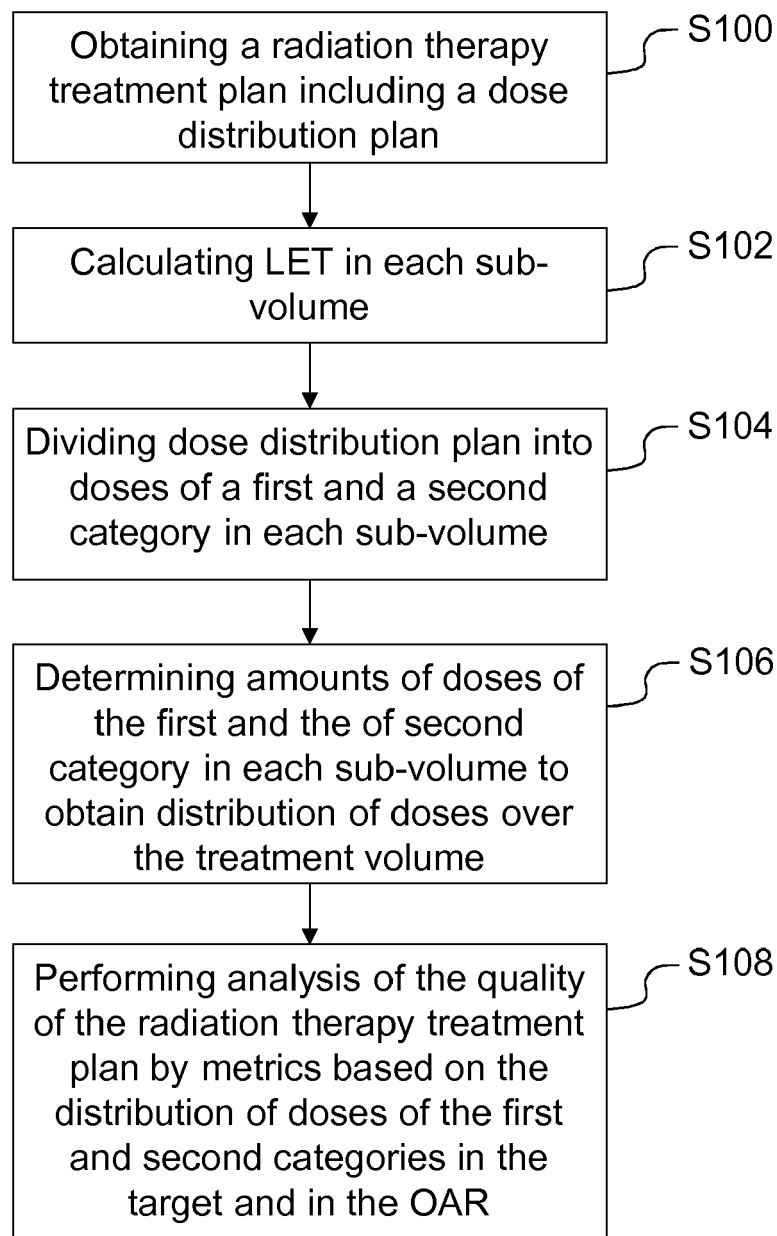 Obtaining a radiation therapy
treatment plan including a dose
distribution plan
S100
Calculating LET in each sub-
volume
S102
Dividing dose distribution plan into
doses of a first and a second
category in each sub-volume
S104
Determining amounts of doses of
the first and the of second
category in each sub-volume to
obtain distribution of doses over
the treatment volume
S106
Performing analysis of the quality
of the radiation therapy treatment
plan by metrics based on the
distribution of doses of the first
and second categories in the
target and in the OAR
S108